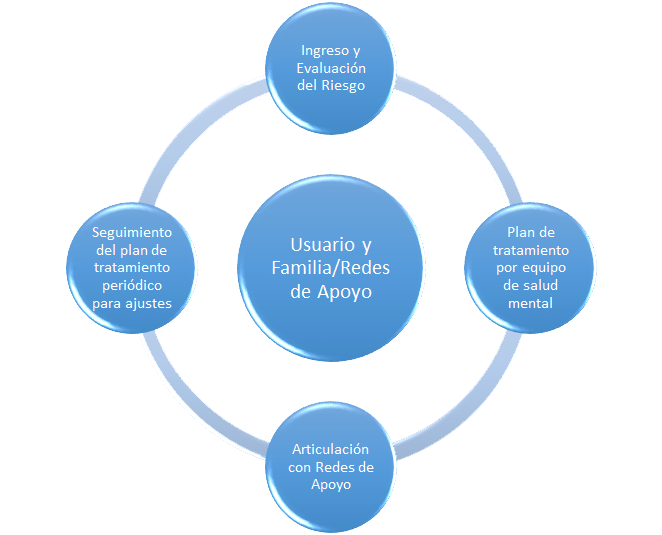 Ingreso y
Evaluación
del Riesgo
Seguimiento
del plan de
tratamiento
periódico
para ajustes
Usuario y
Familia/Redes
de Apoyo
Plan de
tratamiento
por equipo
de salud
mental
Articulación
con Redes de
Apoyo